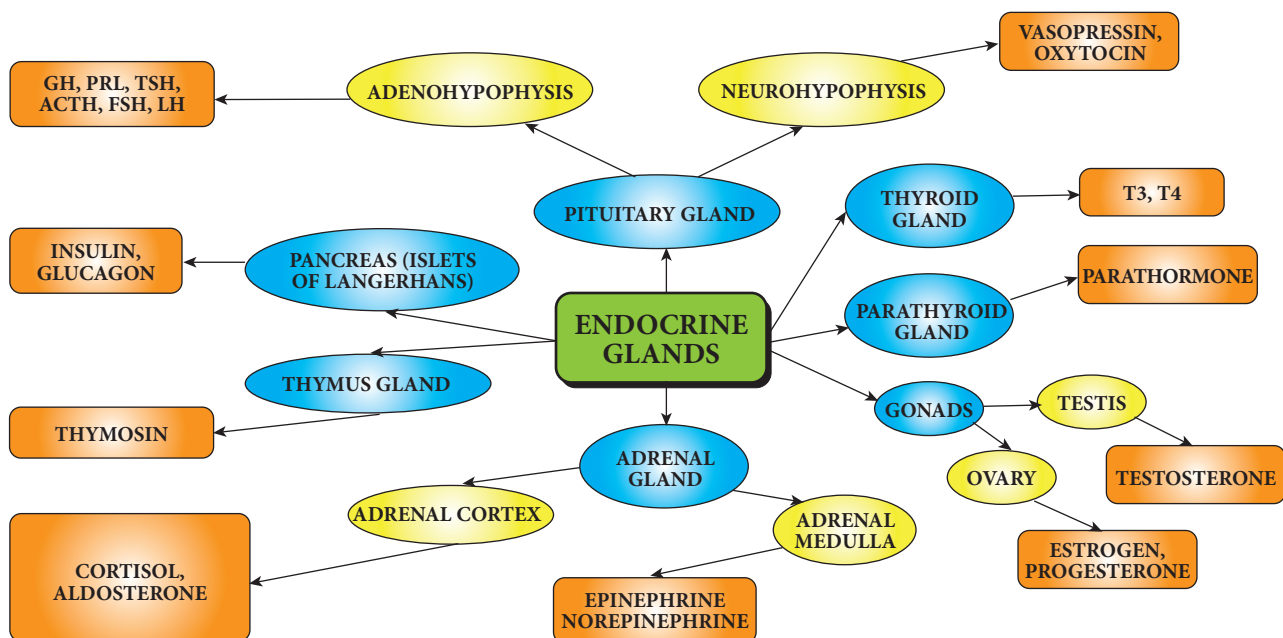 VASOPRESSIN,
OXYTOCIN
GH, PRL, TSH,
ACTH, FSH, LH
ADENOHYPOPHYSIS
NEUROHYPOPHYSIS
PITUITARY GLAND
THYROID
GLAND
T3, T4
INSULIN,
GLUCAGON
PANCREAS (ISLETS
OF LANGERHANS)
PARATHYROID
GLAND
PARATHORMONE
ENDOCRINE
GLANDS
THYMUS GLAND
GONADS
TESTIS
THYMOSIN
ADRENAL
GLAND
OVARY
TESTOSTERONE
ADRENAL CORTEX
ADRENAL
MEDULLA
ESTROGEN,
PROGESTERONE
CORTISOL,
ALDOSTERONE
EPINEPHRINE
NOREPINEPHRINE